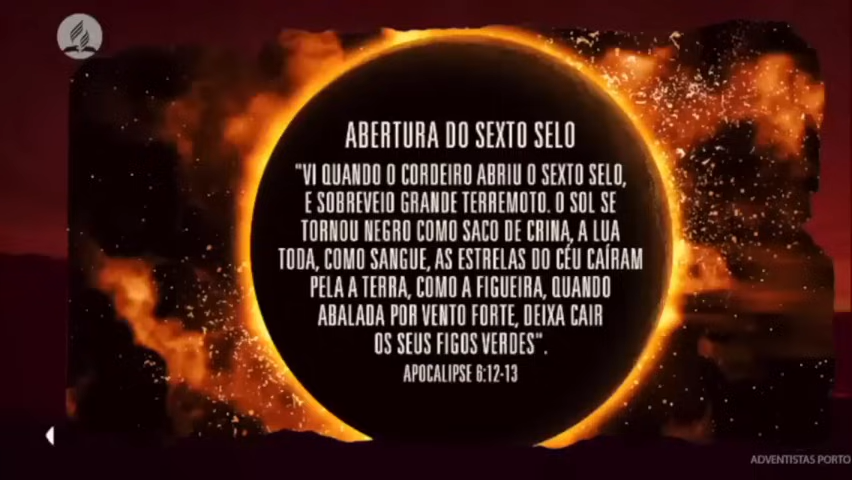 ABERTURA DO SEXTO SELO
"VI QUANDO O CORDEIRO ABRIU O SEXTO SELO,
E SOBREVEIO GRANDE TERREMOTO. O SOL SE
TORNOU NEGRO COMO SACO DE CRINA, A LUA
TODA, COMO SANGUE, AS ESTRELAS DO CÉU CAÍRAM
PELA A TERRA, COMO A FIGUEIRA, QUANDO
ABALADA POR VENTO FORTE, DEIXA CAIR
OS SEUS FIGOS VERDES".
APOCALIPSE 6:12-13
ADVENTISTAS PORTO